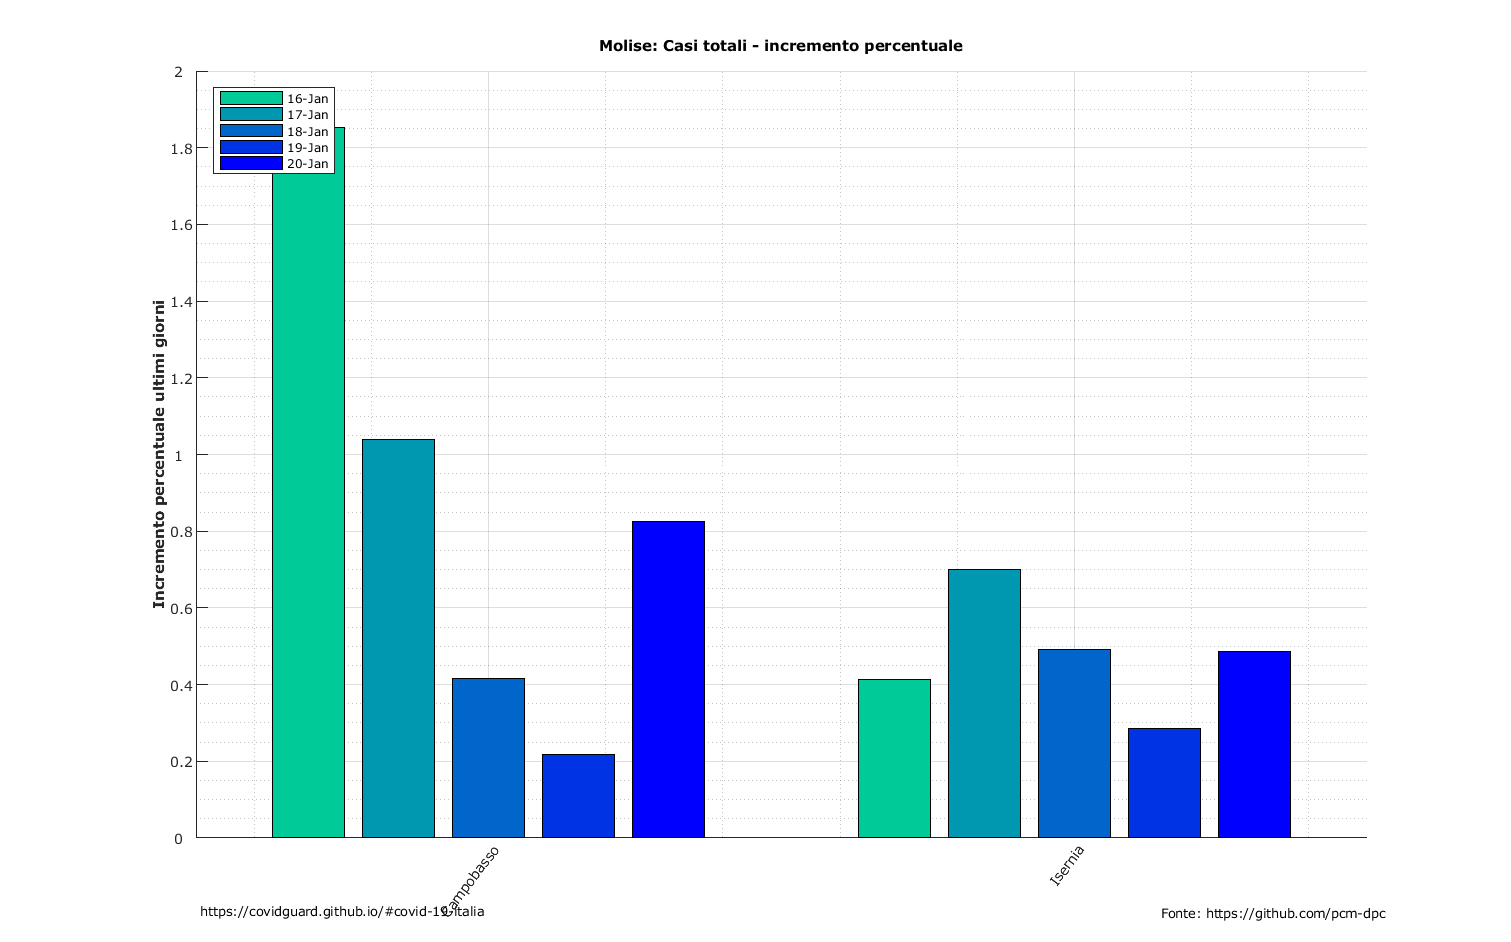 Molise: Casi totali - incremento percentuale
2
1.8
1.6
1.4
1.2
1
0.8
0.6
0.4
0.2
0
Incremento percentuale ultimi giorni
16-Jan
17-Jan
18-Jan
19-Jan
20-Jan
Campobasso
Isernia
https://covidguard.github.io/#covid-19-italia
Fonte: https://github.com/pcm-dpc